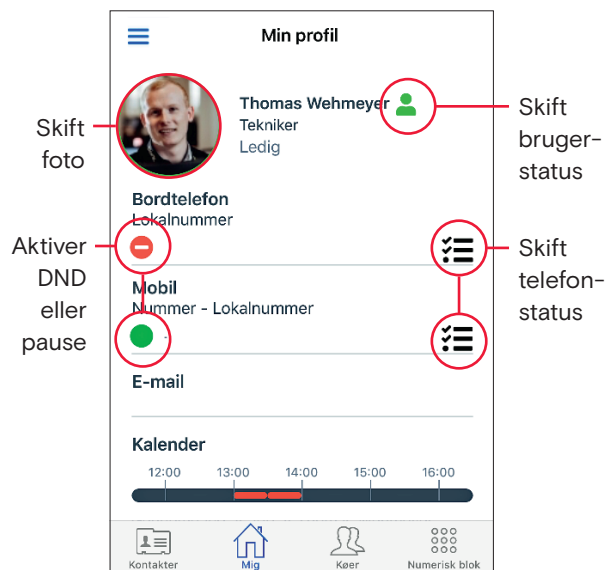 Min profil
Skift
foto
Thomas Wehmeyer
Tekniker
Ledig
Skift
bruger-
status
Bordtelefon
Lokalnummer
Aktiver
DND
eller
pause
Skift
telefon-
status
Mobil
Nummer - Lokalnummer
-
E-mail
Kalender
12:00 13:00 14:00 15:00 16:00
Kontakter Mig Køer Numerisk blok